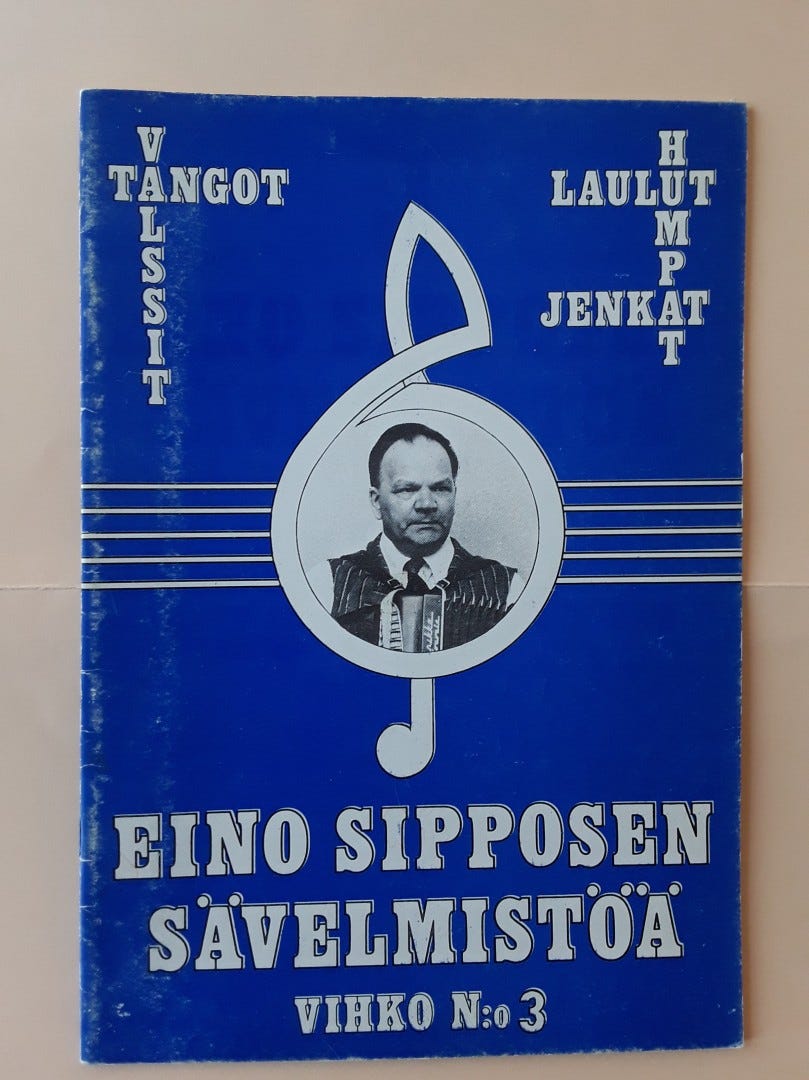 VALSSIT
TANGOT
HUMPAT
LAULUT
JENKAT
EINO SIPPOSEN
SÄVELMISTÖÄ
VIHKO N:o 3